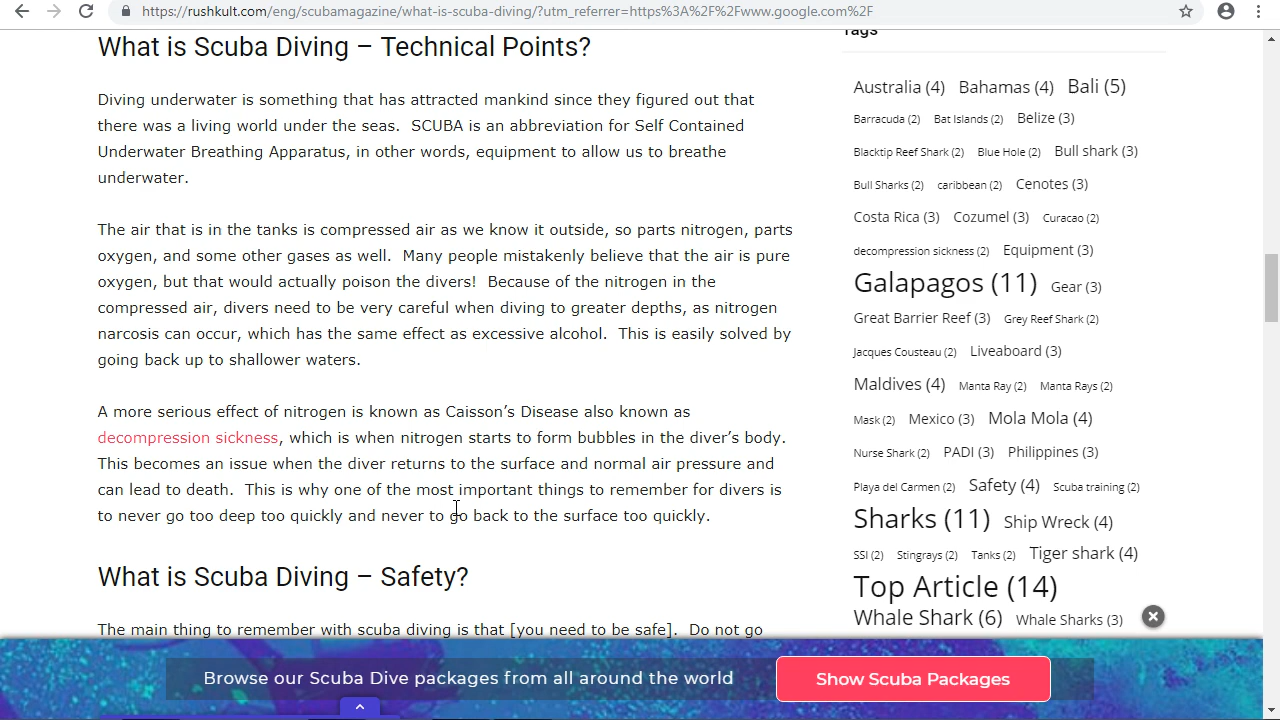 https://rushkult.com/eng/scubamagazine/what-is-scuba-diving/?utm_referrer=https%3A%2F%2Fwww.google.com%2F
What is Scuba Diving – Technical Points?
Diving underwater is something that has attracted mankind since they figured out that
there was a living world under the seas.  SCUBA is an abbreviation for Self Contained
Underwater Breathing Apparatus, in other words, equipment to allow us to breathe
underwater.
The air that is in the tanks is compressed air as we know it outside, so parts nitrogen, parts
oxygen, and some other gases as well.  Many people mistakenly believe that the air is pure
oxygen, but that would actually poison the divers!  Because of the nitrogen in the
compressed air, divers need to be very careful when diving to greater depths, as nitrogen
narcosis can occur, which has the same effect as excessive alcohol.  This is easily solved by
going back up to shallower waters.
A more serious effect of nitrogen is known as Caisson’s Disease also known as
decompression sickness, which is when nitrogen starts to form bubbles in the diver’s body.
This becomes an issue when the diver returns to the surface and normal air pressure and
can lead to death.  This is why one of the most important things to remember for divers is
to never go too deep too quickly and never to go back to the surface too quickly.
What is Scuba Diving – Safety?
The main thing to remember with scuba diving is that [you need to be safe].  Do not go
Tags
Australia (4) Bahamas (4) Bali (5)
Barracuda (2) Bat Islands (2) Belize (3)
Blacktip Reef Shark (2) Blue Hole (2) Bull shark (3)
Bull Sharks (2) caribbean (2) Cenotes (3)
Costa Rica (3) Cozumel (3) Curacao (2)
decompression sickness (2) Equipment (3)
Galapagos (11) Gear (3)
Great Barrier Reef (3) Grey Reef Shark (2)
Jacques Cousteau (2) Liveaboard (3)
Maldives (4) Manta Ray (2) Manta Rays (2)
Mask (2) Mexico (3) Mola Mola (4)
Nurse Shark (2) PADI (3) Philippines (3)
Playa del Carmen (2) Safety (4) Scuba training (2)
Sharks (11) Ship Wreck (4)
SSI (2) Stingrays (2) Tanks (2) Tiger shark (4)
Top Article (14)
Whale Shark (6) Whale Sharks (3)
Browse our Scuba Dive packages from all around the world
Show Scuba Packages